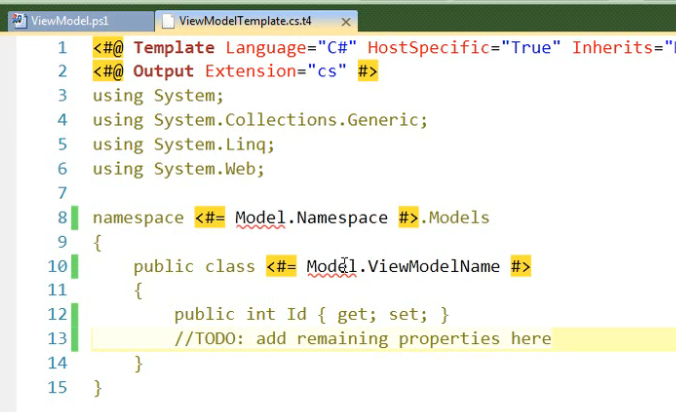 ViewModel.ps1
ViewModelTemplate.cs.t4
1 <#@ Template Language="C#" HostSpecific="True" Inherits="
2 <#@ Output Extension="cs" #>
3 using System;
4 using System.Collections.Generic;
5 using System.Linq;
6 using System.Web;
7
8 namespace <#= Model.Namespace #>.Models
9 {
10 public class <#= Model.ViewModelName #>
11 {
12 public int Id { get; set; }
13 //TODO: add remaining properties here
14 }
15 }